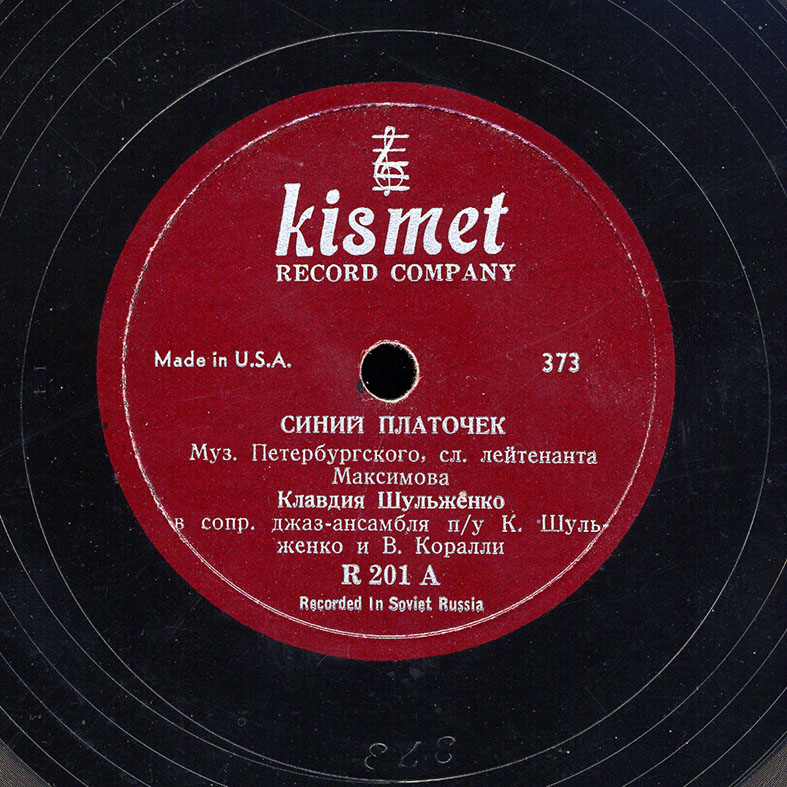 kismet
RECORD COMPANY
Made in U.S.A. 373
СИНИЙ ПЛАТОЧЕК
Муз. Петербургского, сл. лейтенанта
Максимова
Клавдия Шульженко
в сопр. джаз-ансамбля п/у К. Шуль-
женко и В. Коралли
R 201 A
Recorded In Soviet Russia
373